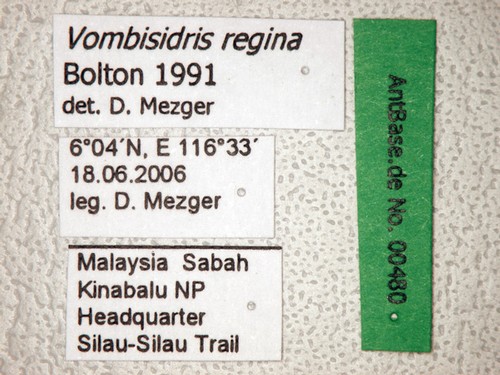 Vombisidris regina
Bolton 1991
det. D. Mezger
6°04´N, E 116°33´
18.06.2006
leg. D. Mezger
Malaysia Sabah
Kinabalu NP
Headquarter
Silau-Silau Trail
AntBase.de No. 00480